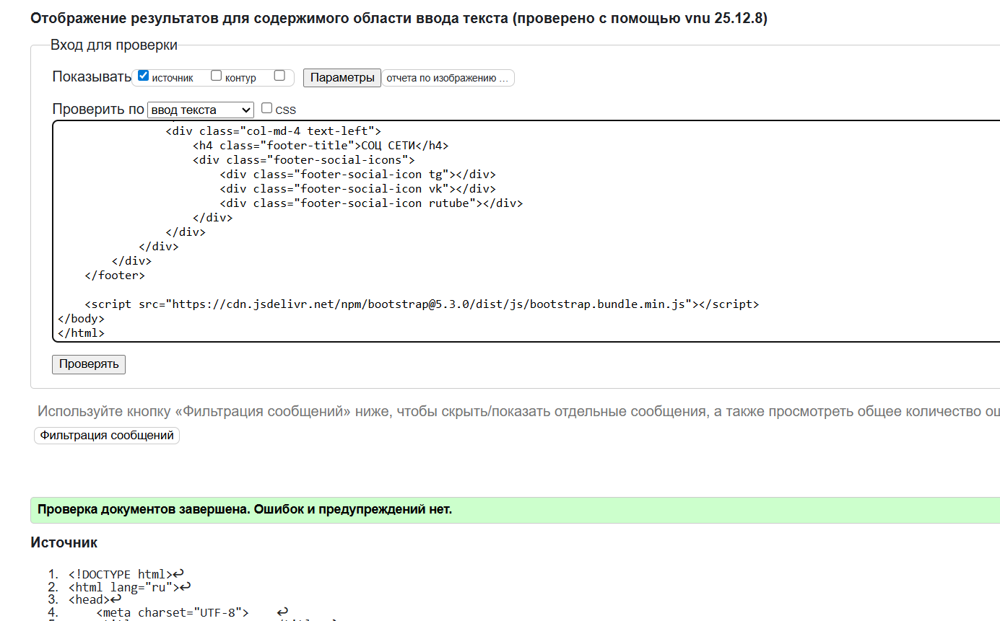 Отображение результатов для содержимого области ввода текста (проверено с помощью vnu 25.12.8)
Вход для проверки
Показывать источник контур Параметры отчета по изображению ...
Проверить по ввод текста CSS
<div class="col-md-4 text-left">
<h4 class="footer-title">СОЦ СЕТИ</h4>
<div class="footer-social-icons">
<div class="footer-social-icon tg"></div>
<div class="footer-social-icon vk"></div>
<div class="footer-social-icon rutube"></div>
</div>
</div>
</div>
</div>
</footer>
<script src="https://cdn.jsdelivr.net/npm/bootstrap@5.3.0/dist/js/bootstrap.bundle.min.js"></script>
</body>
</html>
Проверять
Используйте кнопку «Фильтрация сообщений» ниже, чтобы скрыть/показать отдельные сообщения, а также просмотреть общее количество ош
Фильтрация сообщений
Проверка документов завершена. Ошибок и предупреждений нет.
Источник
1. <!DOCTYPE html>↩
2. <html lang="ru">↩
3. <head>↩
4. <meta charset="UTF-8"> ↩